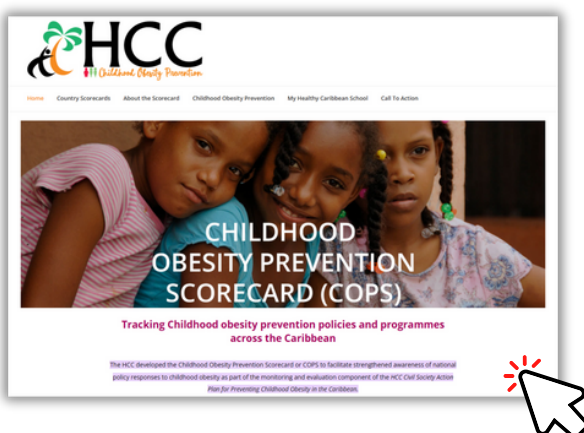 HCC
Childhood Obesity Prevention
Home Country Scorecards About the Scorecard Childhood Obesity Prevention My Healthy Caribbean School Call To Action
CHILDHOOD
OBESITY PREVENTION
SCORECARD (COPS)
Tracking Childhood obesity prevention policies and programmes
across the Caribbean
The HCC developed the Childhood Obesity Prevention Scorecard or COPS to facilitate strengthened awareness of national
policy responses to childhood obesity as part of the monitoring and evaluation component of the HCC Civil Society Action
Plan for Preventing Childhood Obesity in the Caribbean.